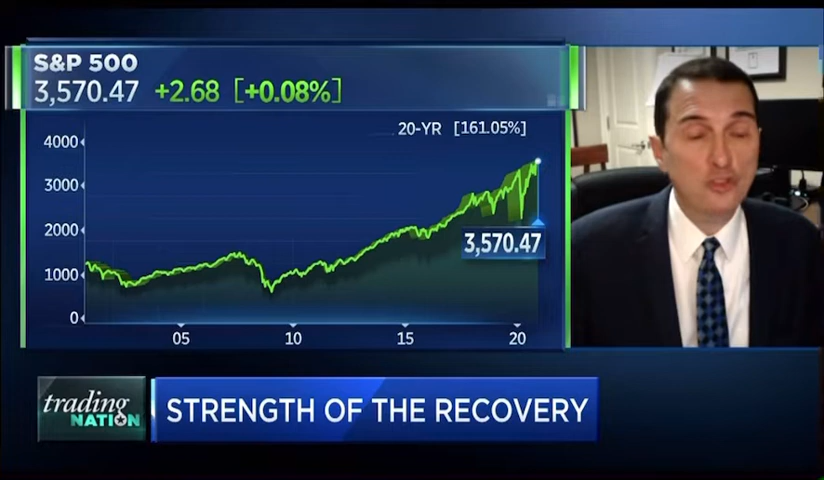 S&P 500
3,570.47 +2.68 [+0.08%]
20-YR [161.05%]
4000
3000
2000
1000
0
3,570.47
05 10 15 20
trading
NATION
STRENGTH OF THE RECOVERY